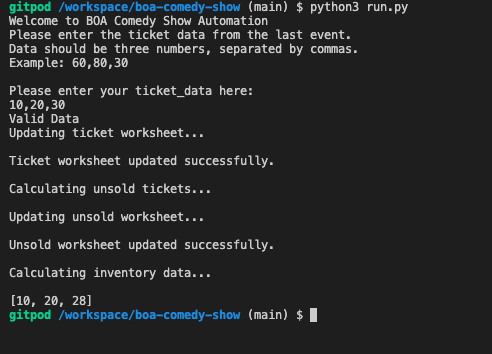 gitpod /workspace/boa-comedy-show (main) $ python3 run.py
Welcome to BOA Comedy Show Automation
Please enter the ticket data from the last event.
Data should be three numbers, separated by commas.
Example: 60,80,30
Please enter your ticket_data here:
10,20,30
Valid Data
Updating ticket worksheet...
Ticket worksheet updated successfully.
Calculating unsold tickets...
Updating unsold worksheet...
Unsold worksheet updated successfully.
Calculating inventory data...
[10, 20, 28]
gitpod /workspace/boa-comedy-show (main) $